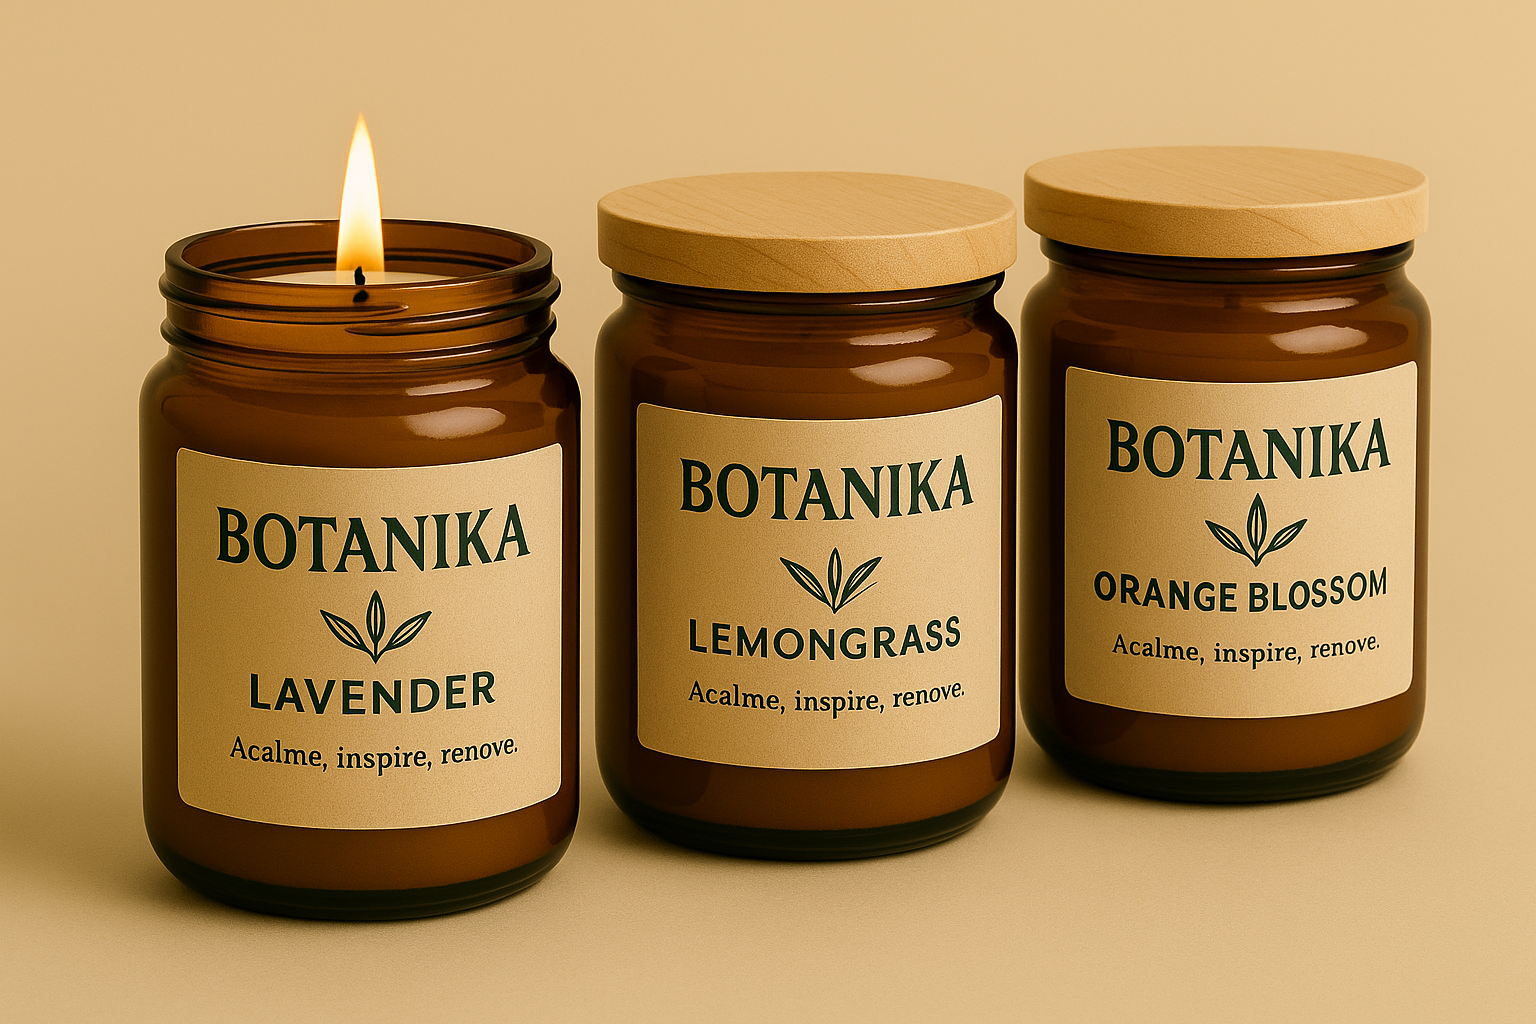 BOTANIKA
LAVENDER
Acalme, inspire, renove.
BOTANIKA
LEMONGRASS
Acalme, inspire, renove.
BOTANIKA
ORANGE BLOSSOM
Acalme, inspire, renove.